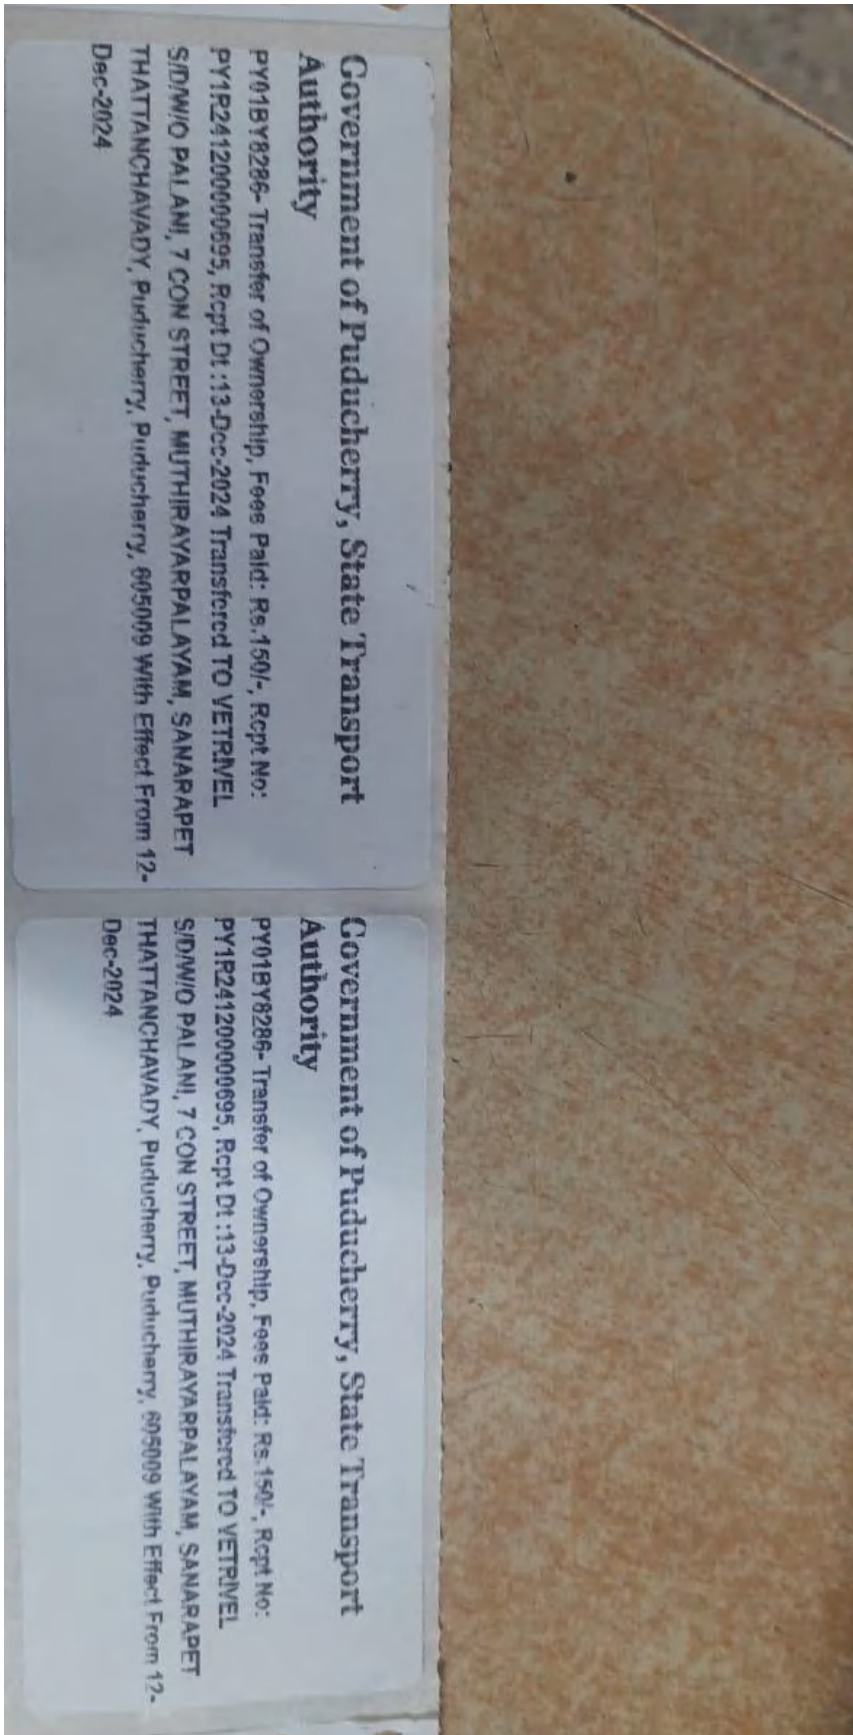 Government of Puducherry, State Transport
Authority
PY01BY8286- Transfer of Ownership, Fees Paid: Rs.150/-, Rcpt No:
PY1R241200000695, Rcpt Dt :13-Dec-2024 Transfered TO VETRIVEL
S/D/W/O PALANI, 7 CON STREET, MUTHIRAYARPALAYAM, SANARAPET
THATTANCHAVADY, Puducherry, Puducherry, 605009 With Effect From 12-
Dec-2024
Government of Puducherry, State Transport
Authority
PY01BY8286- Transfer of Ownership, Fees Paid: Rs.150/-, Rcpt No:
PY1R241200000695, Rcpt Dt :13-Dec-2024 Transfered TO VETRIVEL
S/D/W/O PALANI, 7 CON STREET, MUTHIRAYARPALAYAM, SANARAPET
THATTANCHAVADY, Puducherry, Puducherry, 605009 With Effect From 12-
Dec-2024